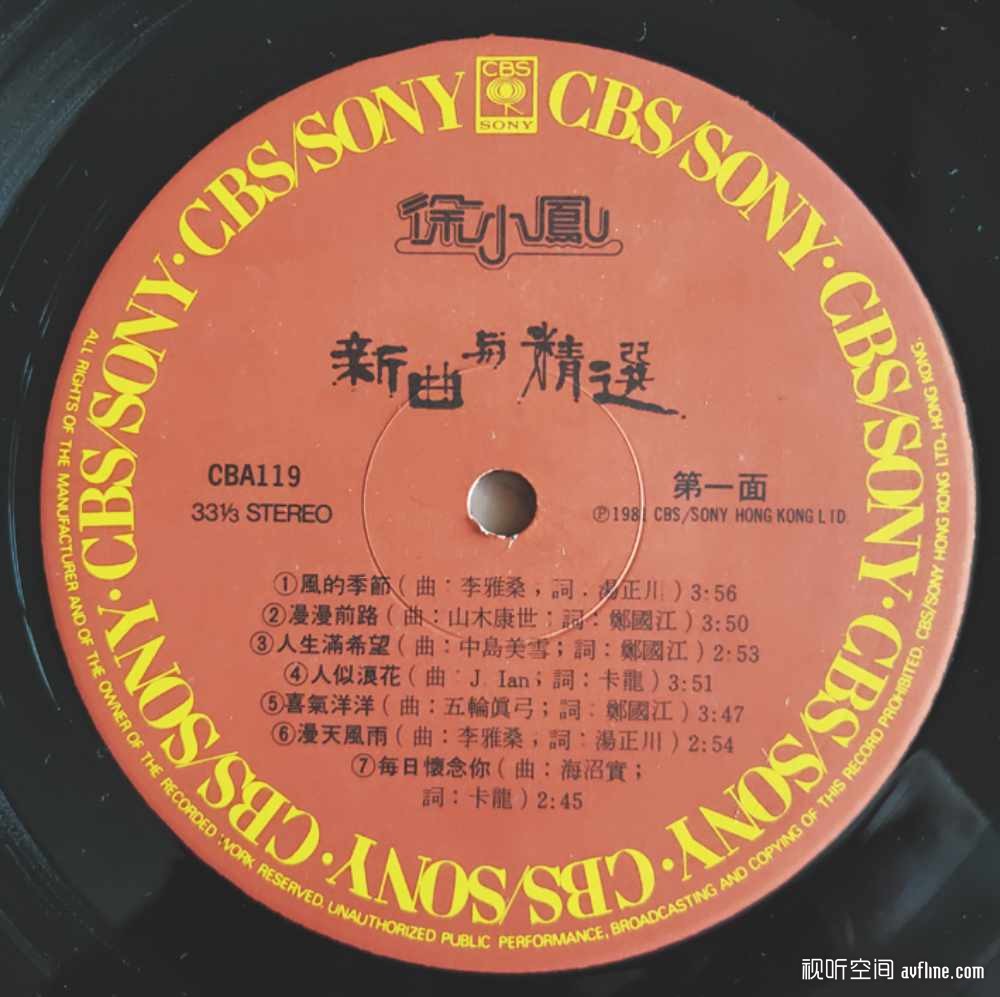 CBS
SONY
CBS/SONY · CBS/SONY · CBS/SONY · CBS/SONY · CBS/SONY · CBS/SONY · CBS/SONY · CBS/SONY · CBS/SONY
徐小鳳
新曲与精選
CBA119
33⅓ STEREO
第一面
Ⓟ1981 CBS/SONY HONG KONG LTD.
①風的季節(曲:李雅桑;詞:湯正川)3:56
②漫漫前路(曲:山木康世;詞:鄭國江)3:50
③人生滿希望(曲:中島美雪;詞:鄭國江)2:53
④人似浪花(曲:J. Ian;詞:卡龍)3:51
⑤喜氣洋洋(曲:五輪眞弓;詞:鄭國江)3:47
⑥漫天風雨(曲:李雅桑;詞:湯正川)2:54
⑦每日懷念你(曲:海沼實;
詞:卡龍)2:45
ALL RIGHTS OF THE MANUFACTURER AND OF THE OWNER OF THE RECORDED WORK RESERVED. UNAUTHORIZED PUBLIC PERFORMANCE, BROADCASTING AND COPYING OF THIS RECORD PROHIBITED. CBS/SONY HONG KONG LTD., HONG KONG.
视听空间 avfline.com